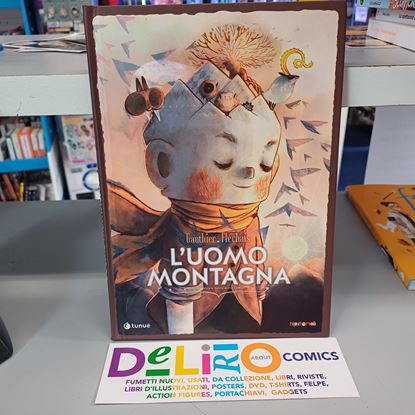 Gauthier · Fléchais
L'UOMO
MONTAGNA
tunué
DeLiRiO ABOUT COMICS
FUMETTI NUOVI, USATI, DA COLLEZIONE, LIBRI, RIVISTE,
LIBRI D'ILLUSTRAZIONI, POSTERS, DVD, T-SHIRTS, FELPE,
ACTION FIGURES, PORTACHIAVI, GADGETS